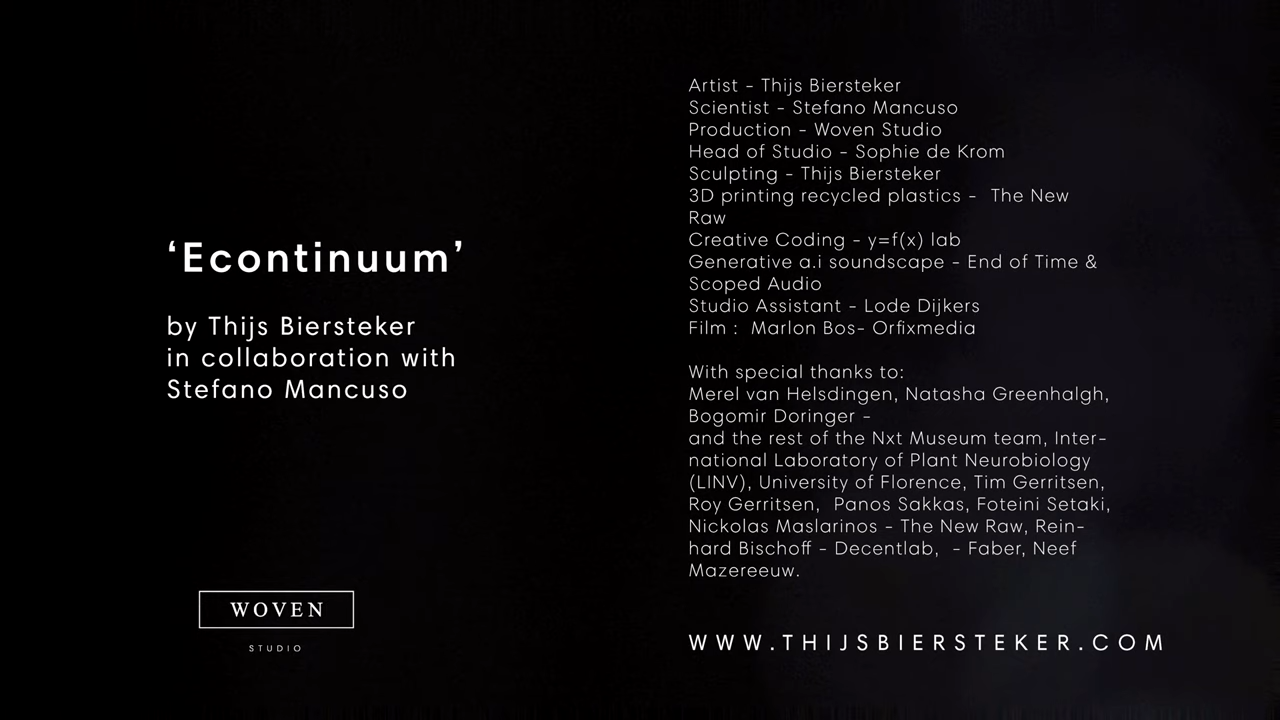 ‘Econtinuum’
by Thijs Biersteker
in collaboration with
Stefano Mancuso
WOVEN
STUDIO
Artist - Thijs Biersteker
Scientist - Stefano Mancuso
Production - Woven Studio
Head of Studio - Sophie de Krom
Sculpting - Thijs Biersteker
3D printing recycled plastics -  The New
Raw
Creative Coding - y=f(x) lab
Generative a.i soundscape - End of Time &
Scoped Audio
Studio Assistant - Lode Dijkers
Film :  Marlon Bos- Orfixmedia
With special thanks to:
Merel van Helsdingen, Natasha Greenhalgh,
Bogomir Doringer -
and the rest of the Nxt Museum team, Inter-
national Laboratory of Plant Neurobiology
(LINV), University of Florence, Tim Gerritsen,
Roy Gerritsen,  Panos Sakkas, Foteini Setaki,
Nickolas Maslarinos - The New Raw, Rein-
hard Bischoff - Decentlab,  - Faber, Neef
Mazereeuw.
WWW.THIJSBIERSTEKER.COM